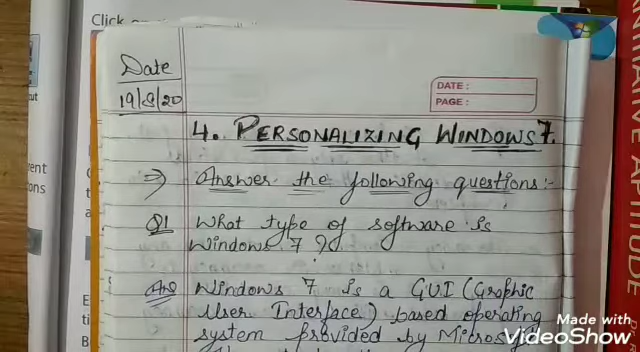 Click
Date
19/8/20
DATE :
PAGE :
4. PERSONALIZING WINDOWS 7.
⇒ Answer the following questions:-
Q1 What type of software is
Windows 7?
Ans Windows 7 is a GUI (Graphic
User Interface) based operating
system provided by Micros
Made with
VideoShow